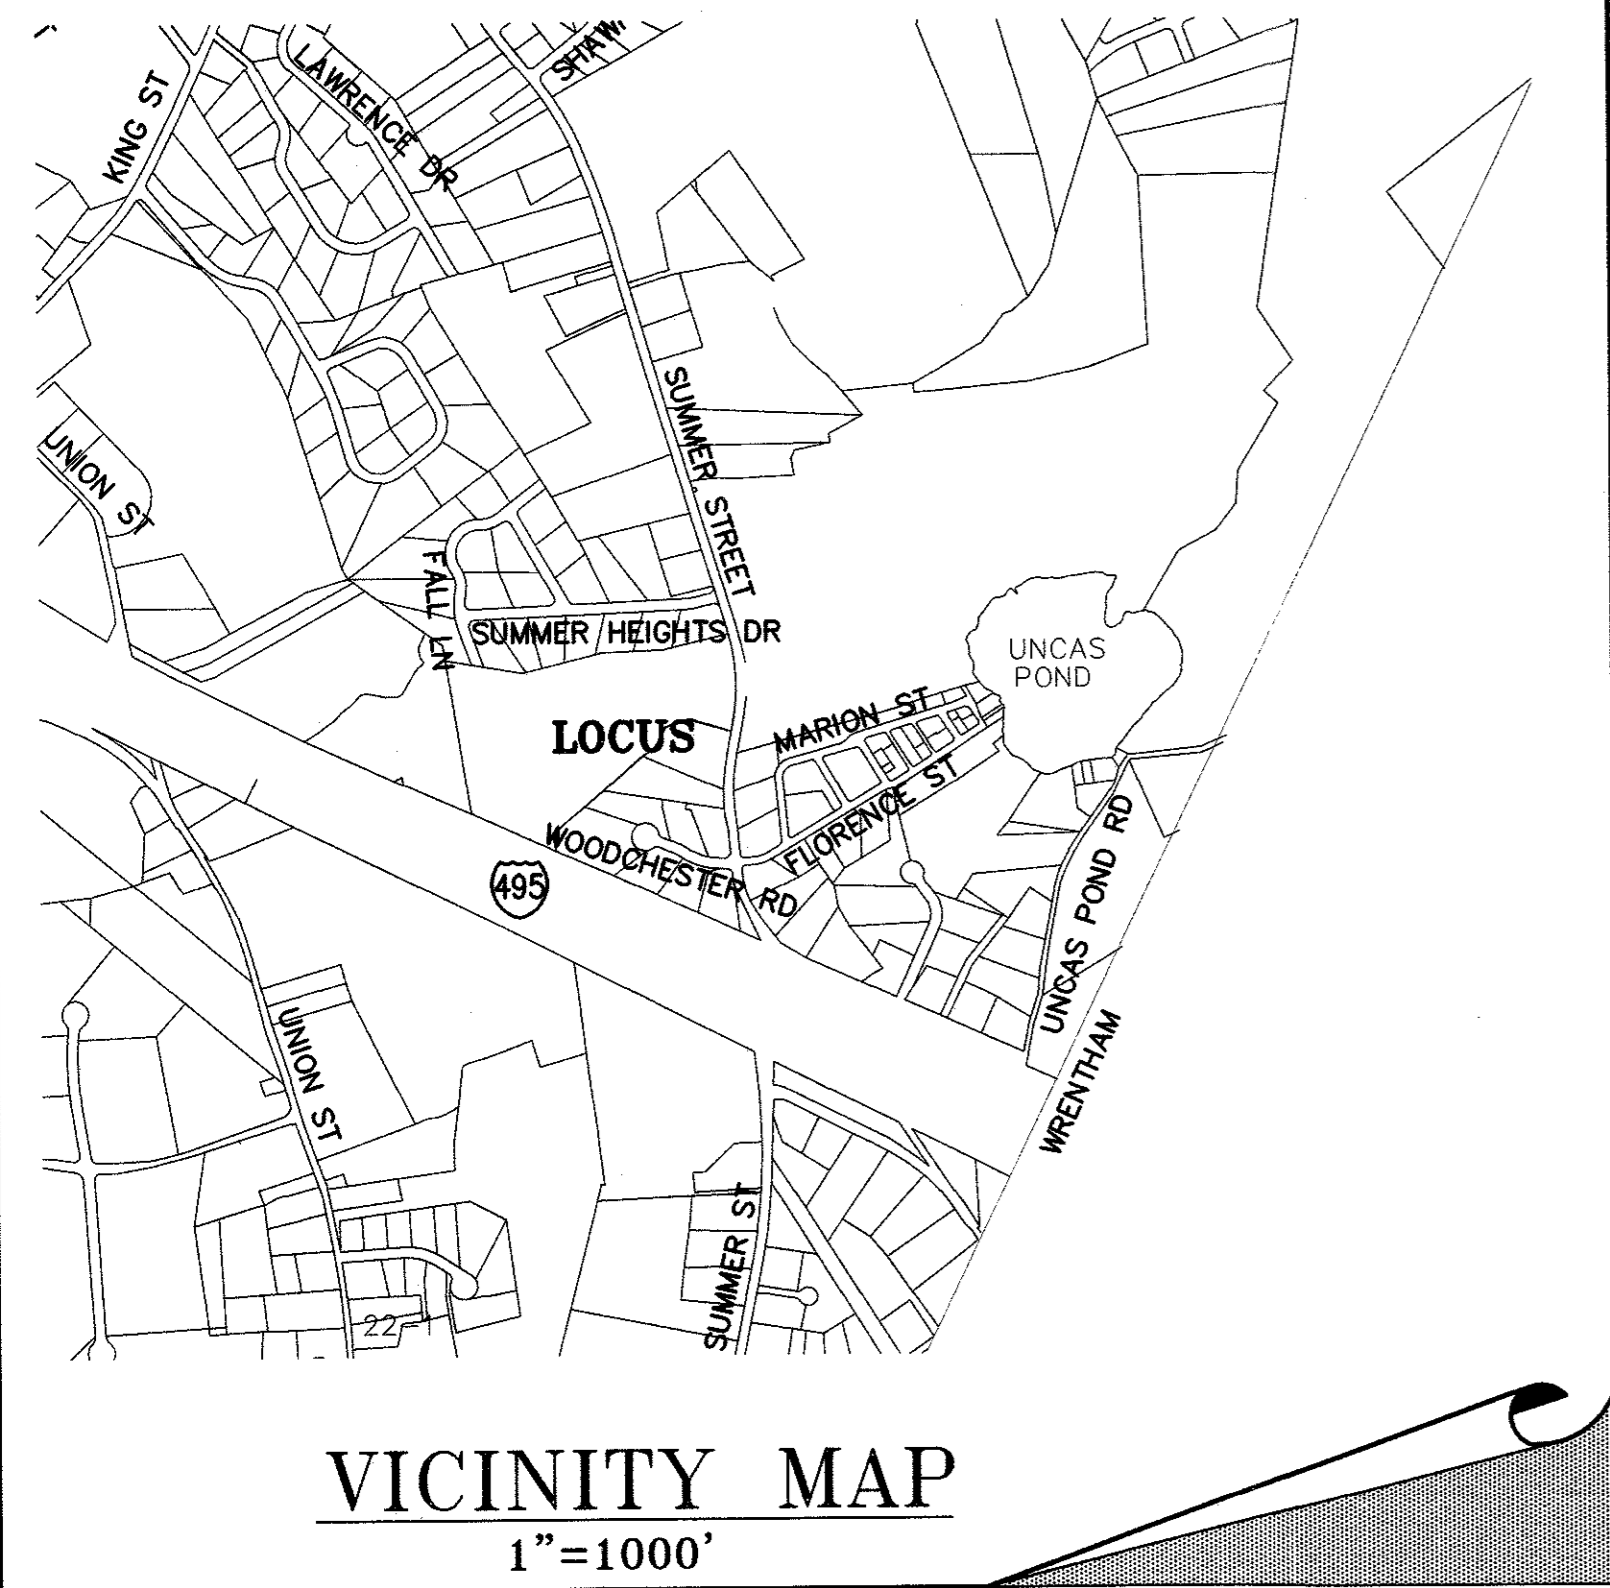 SHAW
LAWRENCE DR
KING ST
SUMMER STREET
UNION ST
FALL LN
SUMMER HEIGHTS DR
UNCAS
POND
MARION ST
LOCUS
FLORENCE ST
WOODCHESTER RD
495
UNCAS POND RD
UNION ST
WRENTHAM
SUMMER ST
22-1
VICINITY MAP
1"=1000'